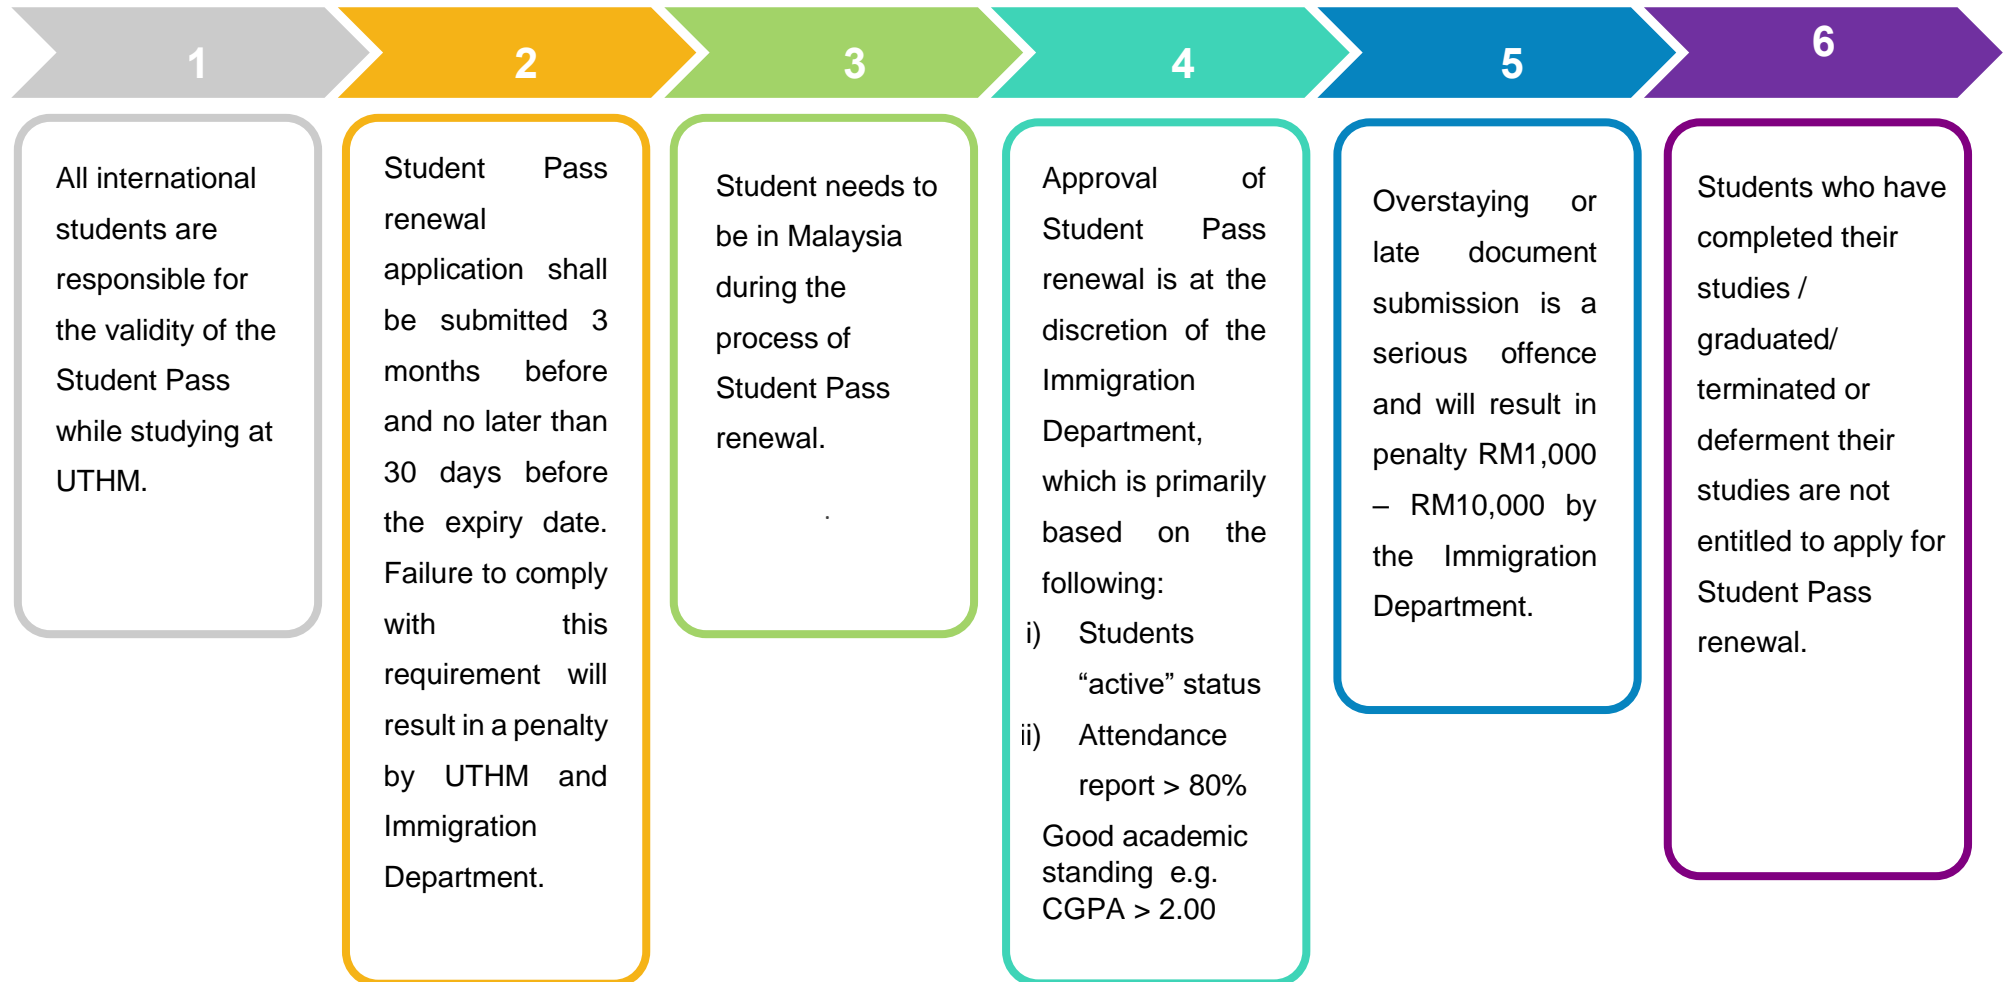 1
2
3
4
5
6
All international
students are
responsible for
the validity of the
Student Pass
while studying at
UTHM.
Student Pass
renewal
application shall
be submitted 3
months before
and no later than
30 days before
the expiry date.
Failure to comply
with this
requirement will
result in a penalty
by UTHM and
Immigration
Department.
Student needs to
be in Malaysia
during the
process of
Student Pass
renewal.
.
Approval of
Student Pass
renewal is at the
discretion of the
Immigration
Department,
which is primarily
based on the
following:
i) Students
“active” status
ii) Attendance
report > 80%
Good academic
standing e.g.
CGPA > 2.00
Overstaying or
late document
submission is a
serious offence
and will result in
penalty RM1,000
– RM10,000 by
the Immigration
Department.
Students who have
completed their
studies /
graduated/
terminated or
deferment their
studies are not
entitled to apply for
Student Pass
renewal.